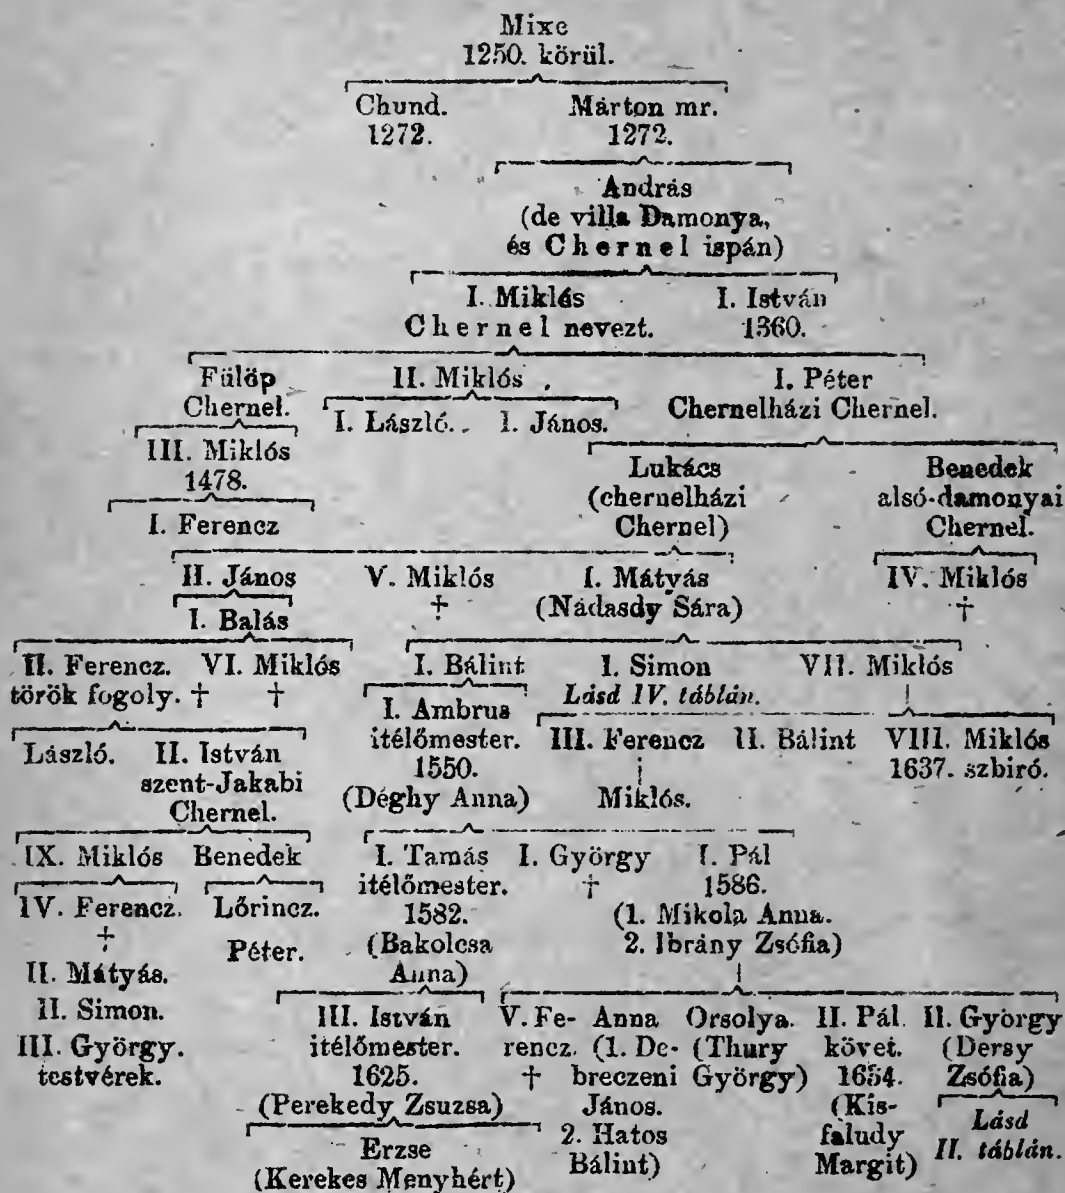 Mixe
1250. körül.
Chund. Márton mr.
1272. 1272.
András
(de villa Damonya,
és Chernel ispán)
I. Miklós I. István
Chernel nevezt. 1360.
Fülöp II. Miklós I. Péter
Chernel. Chernelházi Chernel.
I. László. I. János.
III. Miklós
1478.
Lukács Benedek
(chernelházi alsó-damonyai
Chernel) Chernel.
I. Ferencz
II. János V. Miklós I. Mátyás IV. Miklós
† (Nádasdy Sára) †
I. Balás
II. Ferencz. VI. Miklós I. Bálint I. Simon VII. Miklós
török fogoly. † † Lásd IV. táblán.
I. Ambrus
itélőmester. III. Ferencz II. Bálint VIII. Miklós
1550. 1637. szbiró.
(Déghy Anna) Miklós.
László. II. István
szent-Jakabi
Chernel.
IX. Miklós Benedek I. Tamás I. György I. Pál
itélőmester. † 1586.
IV. Ferencz. Lőrincz. 1582. (1. Mikola Anna.
† Péter. (Bakolcsa 2. Ibrány Zsófia)
II. Mátyás. Anna)
II. Simon.
III. György.
testvérek.
III. István V. Fe- Anna Orsolya. II. Pál. II. György
itélőmester. rencz. (1. De- (Thury követ. (Dersy
1625. † breczeni György) 1654. Zsófia)
(Perekedy Zsuzsa) János. (Kis- Lásd
Erzse 2. Hatos faludy II. táblán.
(Kerekes Menyhért) Bálint) Margit)